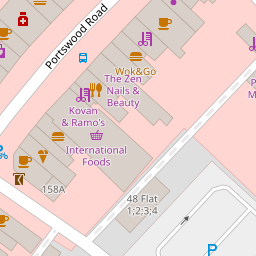 Portswood Road
Wok&Go
The Zen
Nails &
Beauty
Kovan
& Ramo's
International
Foods
158A
48 Flat
1;2;3;4
P